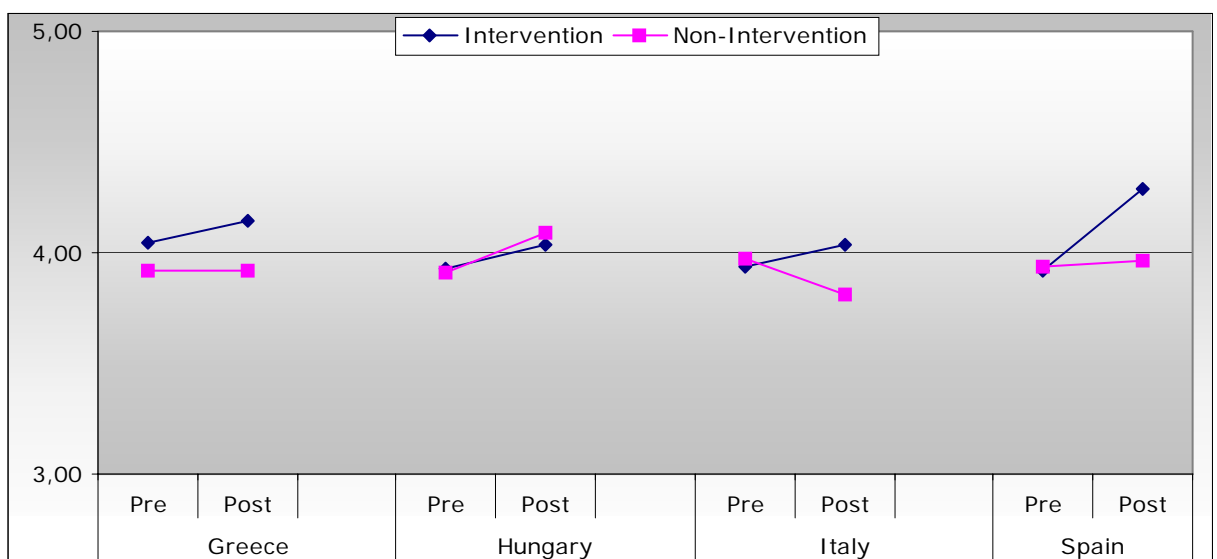 5,00
Intervention Non-Intervention
4,00
3,00
Pre Post Pre Post Pre Post Pre Post
Greece Hungary Italy Spain